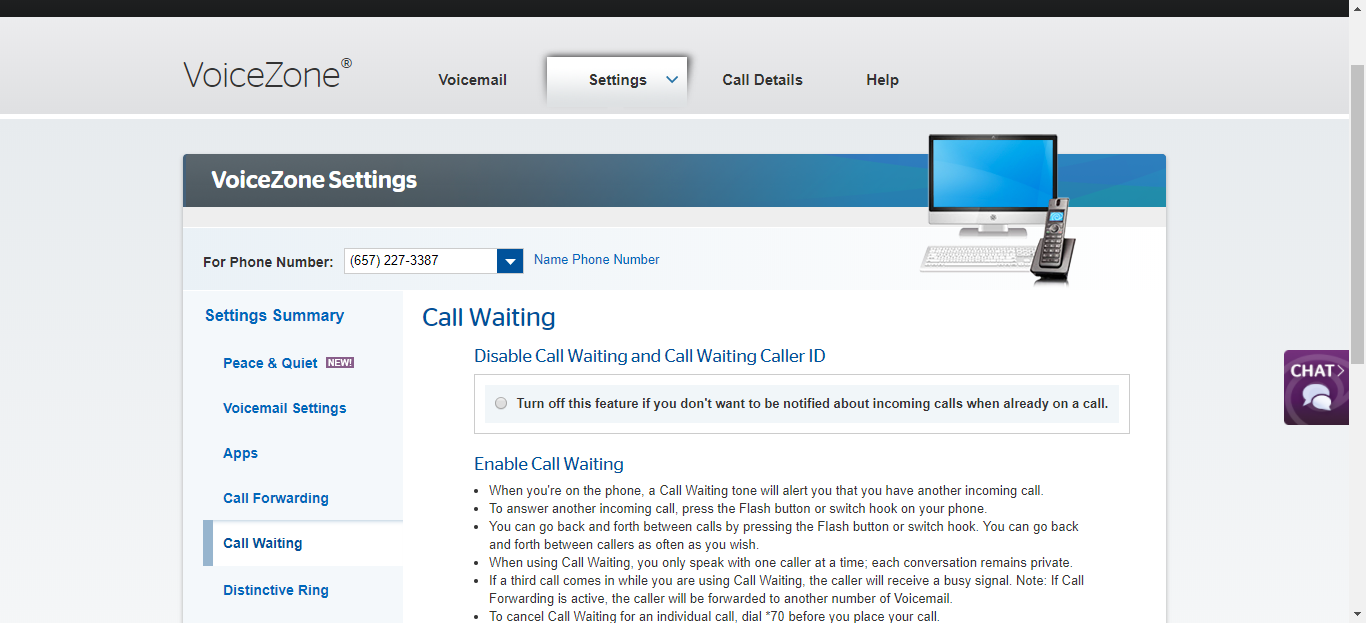 VoiceZone®
Voicemail
Settings
Call Details
Help
VoiceZone Settings
For Phone Number:
(657) 227-3387
Name Phone Number
Settings Summary
Peace & Quiet NEW!
Voicemail Settings
Apps
Call Forwarding
Call Waiting
Distinctive Ring
Call Waiting
Disable Call Waiting and Call Waiting Caller ID
Turn off this feature if you don't want to be notified about incoming calls when already on a call.
Enable Call Waiting
• When you're on the phone, a Call Waiting tone will alert you that you have another incoming call.
• To answer another incoming call, press the Flash button or switch hook on your phone.
• You can go back and forth between calls by pressing the Flash button or switch hook. You can go back
and forth between callers as often as you wish.
• When using Call Waiting, you only speak with one caller at a time; each conversation remains private.
• If a third call comes in while you are using Call Waiting, the caller will receive a busy signal. Note: If Call
Forwarding is active, the caller will be forwarded to another number of Voicemail.
• To cancel Call Waiting for an individual call, dial *70 before you place your call.
CHAT>